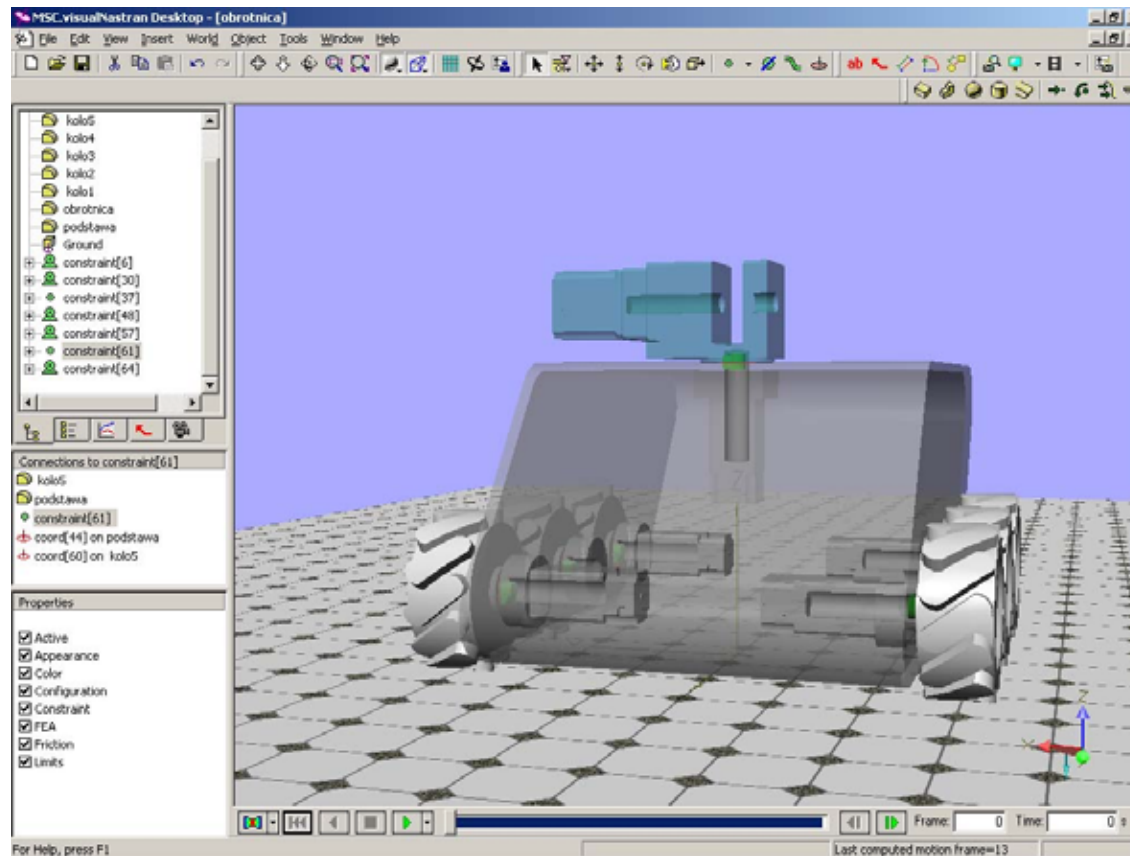 MSC.visualNastran Desktop - [obrotnica]
File Edit View Insert World Object Tools Window Help
ab
kolo5
kolo4
kolo3
kolo2
kolo1
obrotnica
podstawa
Ground
constraint[6]
constraint[30]
constraint[37]
constraint[48]
constraint[57]
constraint[61]
constraint[64]
Connections to constraint[61]
kolo5
podstawa
constraint[61]
coord[44] on podstawa
coord[60] on kolo5
Properties
Active
Appearance
Color
Configuration
Constraint
FEA
Friction
Limits
Z
X
Frame: 0 Time: 0 s
For Help, press F1
Last computed motion frame=13